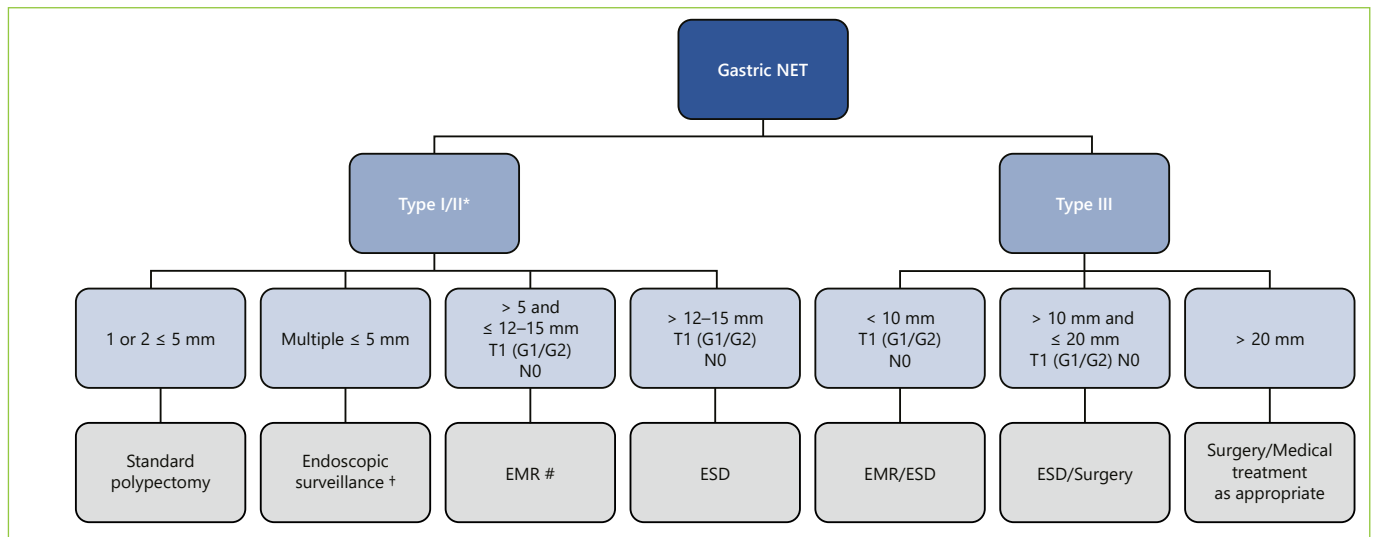 Gastric NET
Type I/II*
Type III
1 or 2 ≤ 5 mm
Multiple ≤ 5 mm
> 5 and
≤ 12–15 mm
T1 (G1/G2)
N0
> 12–15 mm
T1 (G1/G2)
N0
< 10 mm
T1 (G1/G2)
N0
> 10 mm and
≤ 20 mm
T1 (G1/G2) N0
> 20 mm
Standard
polypectomy
Endoscopic
surveillance †
EMR #
ESD
EMR/ESD
ESD/Surgery
Surgery/Medical
treatment
as appropriate